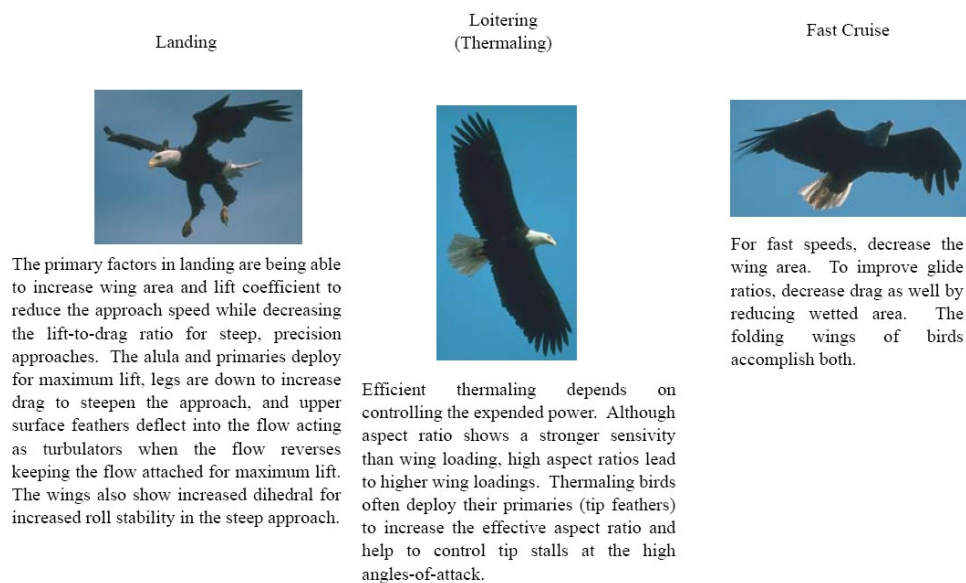 Landing
The primary factors in landing are being able
to increase wing area and lift coefficient to
reduce the approach speed while decreasing
the lift-to-drag ratio for steep, precision
approaches. The alula and primaries deploy
for maximum lift, legs are down to increase
drag to steepen the approach, and upper
surface feathers deflect into the flow acting
as turbulators when the flow reverses
keeping the flow attached for maximum lift.
The wings also show increased dihedral for
increased roll stability in the steep approach.
Loitering
(Thermaling)
Efficient thermaling depends on
controlling the expended power. Although
aspect ratio shows a stronger sensivity
than wing loading, high aspect ratios lead
to higher wing loadings. Thermaling birds
often deploy their primaries (tip feathers)
to increase the effective aspect ratio and
help to control tip stalls at the high
angles-of-attack.
Fast Cruise
For fast speeds, decrease the
wing area. To improve glide
ratios, decrease drag as well by
reducing wetted area. The
folding wings of birds
accomplish both.